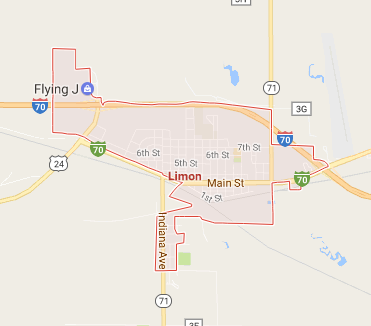 71
Flying J
70
3G
70
6th St
6th St
7th St
70
5th St
24
Limon
Main St
70
1st St
Indiana Ave
71